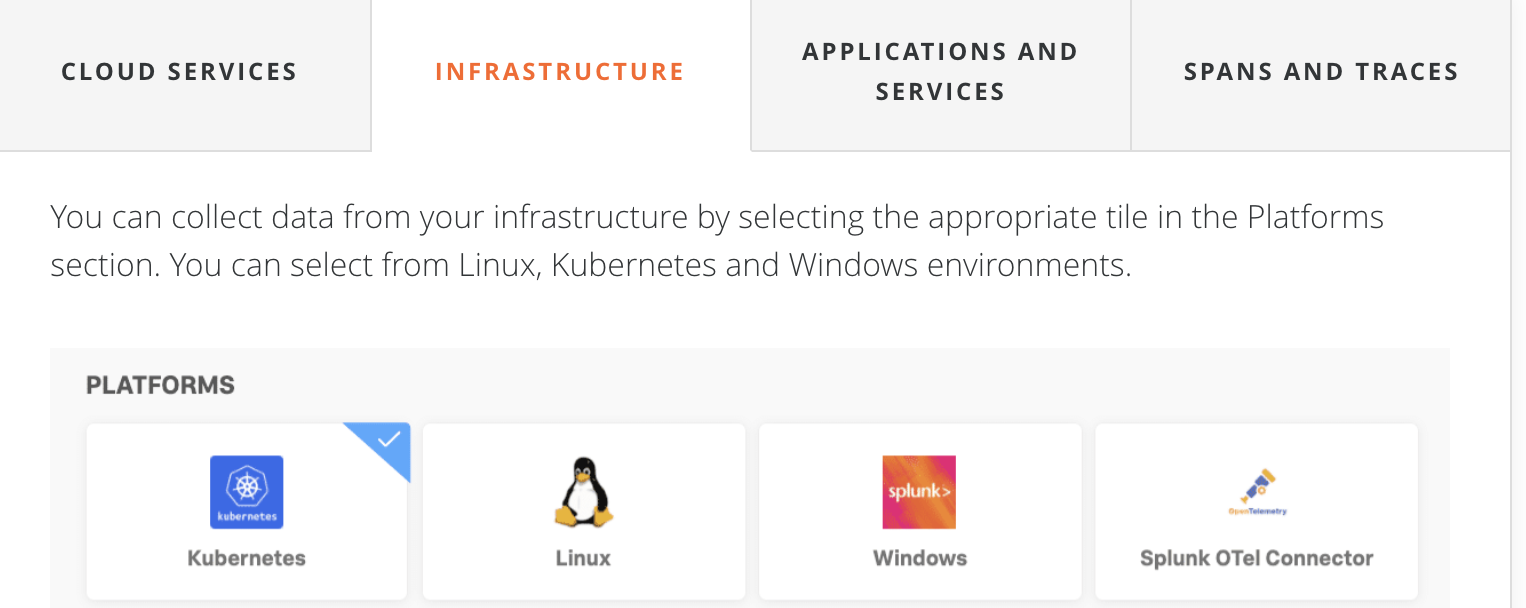 CLOUD SERVICES
INFRASTRUCTURE
APPLICATIONS AND
SERVICES
SPANS AND TRACES
You can collect data from your infrastructure by selecting the appropriate tile in the Platforms
section. You can select from Linux, Kubernetes and Windows environments.
PLATFORMS
kubernetes
Kubernetes
Linux
splunk>
Windows
OpenTelemetry
Splunk OTel Connector